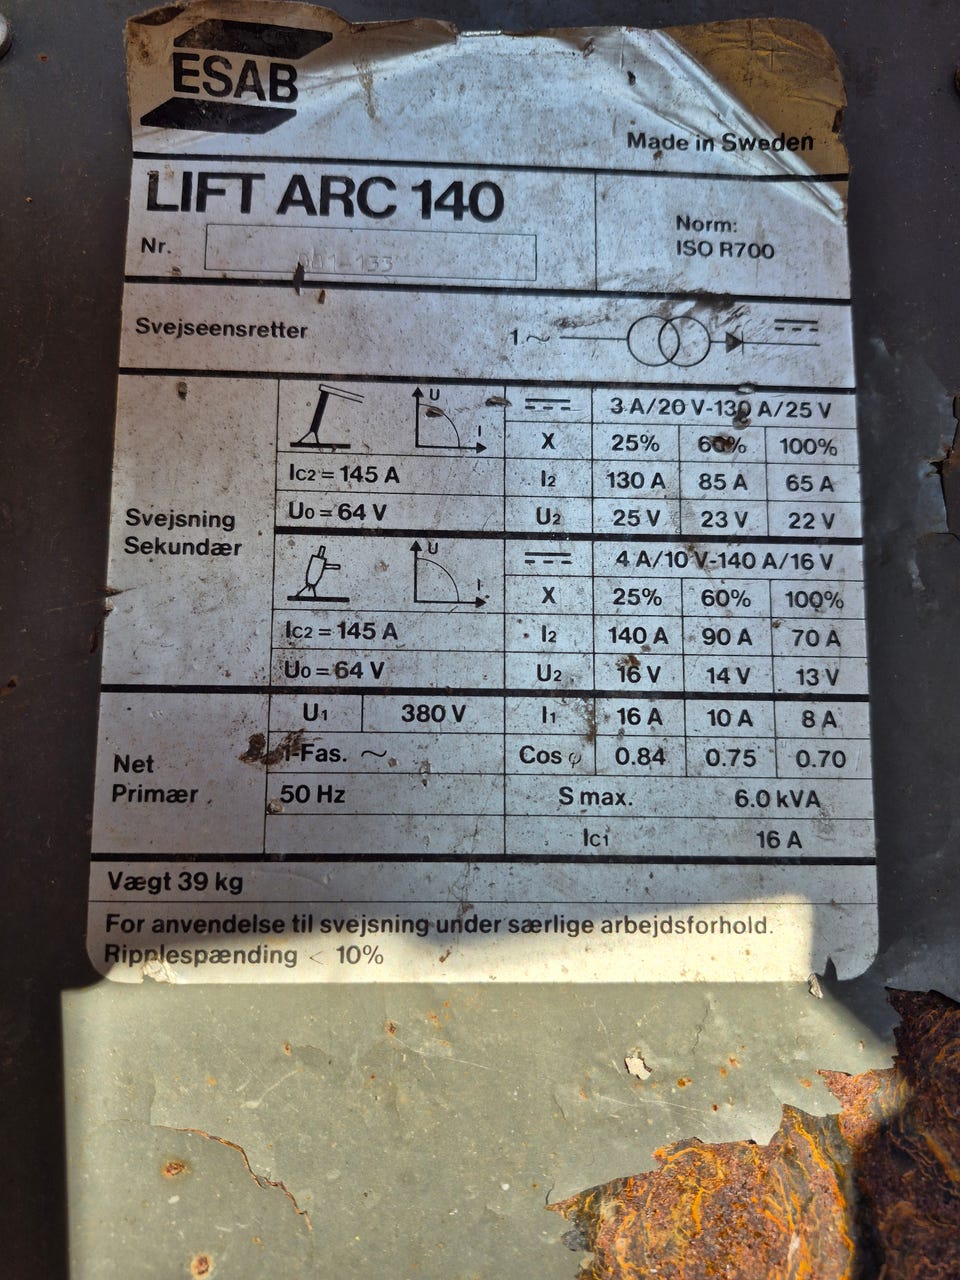 ESAB
Made in Sweden
LIFT ARC 140
Nr.
Norm:
ISO R700
Svejseensretter
1 ~
Svejsning
Sekundær
U
I
Ic2 = 145 A
Uo = 64 V
3 A/20 V-130 A/25 V
X 25% 60% 100%
I2 130 A 85 A 65 A
U2 25 V 23 V 22 V
U
I
Ic2 = 145 A
Uo = 64 V
4 A/10 V-140 A/16 V
X 25% 60% 100%
I2 140 A 90 A 70 A
U2 16 V 14 V 13 V
Net
Primær
U1 380 V I1 16 A 10 A 8 A
1-Fas. ~ Cos φ 0.84 0.75 0.70
50 Hz S max. 6.0 kVA
Ic1 16 A
Vægt 39 kg
For anvendelse til svejsning under særlige arbejdsforhold.
Ripplespænding < 10%